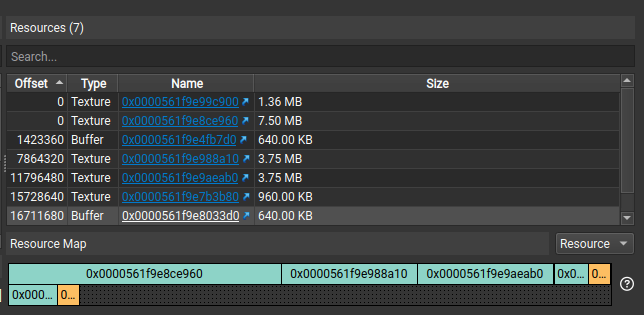 Resources (7)
Search...
Offset Type Name Size
0 Texture 0x0000561f9e99c900 1.36 MB
0 Texture 0x0000561f9e8ce960 7.50 MB
1423360 Buffer 0x0000561f9e4fb7d0 640.00 KB
7864320 Texture 0x0000561f9e988a10 3.75 MB
11796480 Texture 0x0000561f9e9aeab0 3.75 MB
15728640 Texture 0x0000561f9e7b3b80 960.00 KB
16711680 Buffer 0x0000561f9e8033d0 640.00 KB
Resource Map Resource
0x0000561f9e8ce960 0x0000561f9e988a10 0x0000561f9e9aeab0 0x0... 0...
0x000... 0...